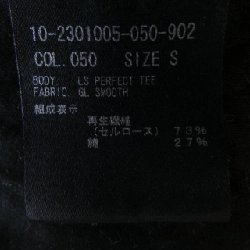 10-2301005-050-902
COL.050 SIZE S
BODY: LS PERFECT TEE
FABRIC: GL SMOOTH
組成表示
再生繊維
(セルロース) 73%
綿 27%